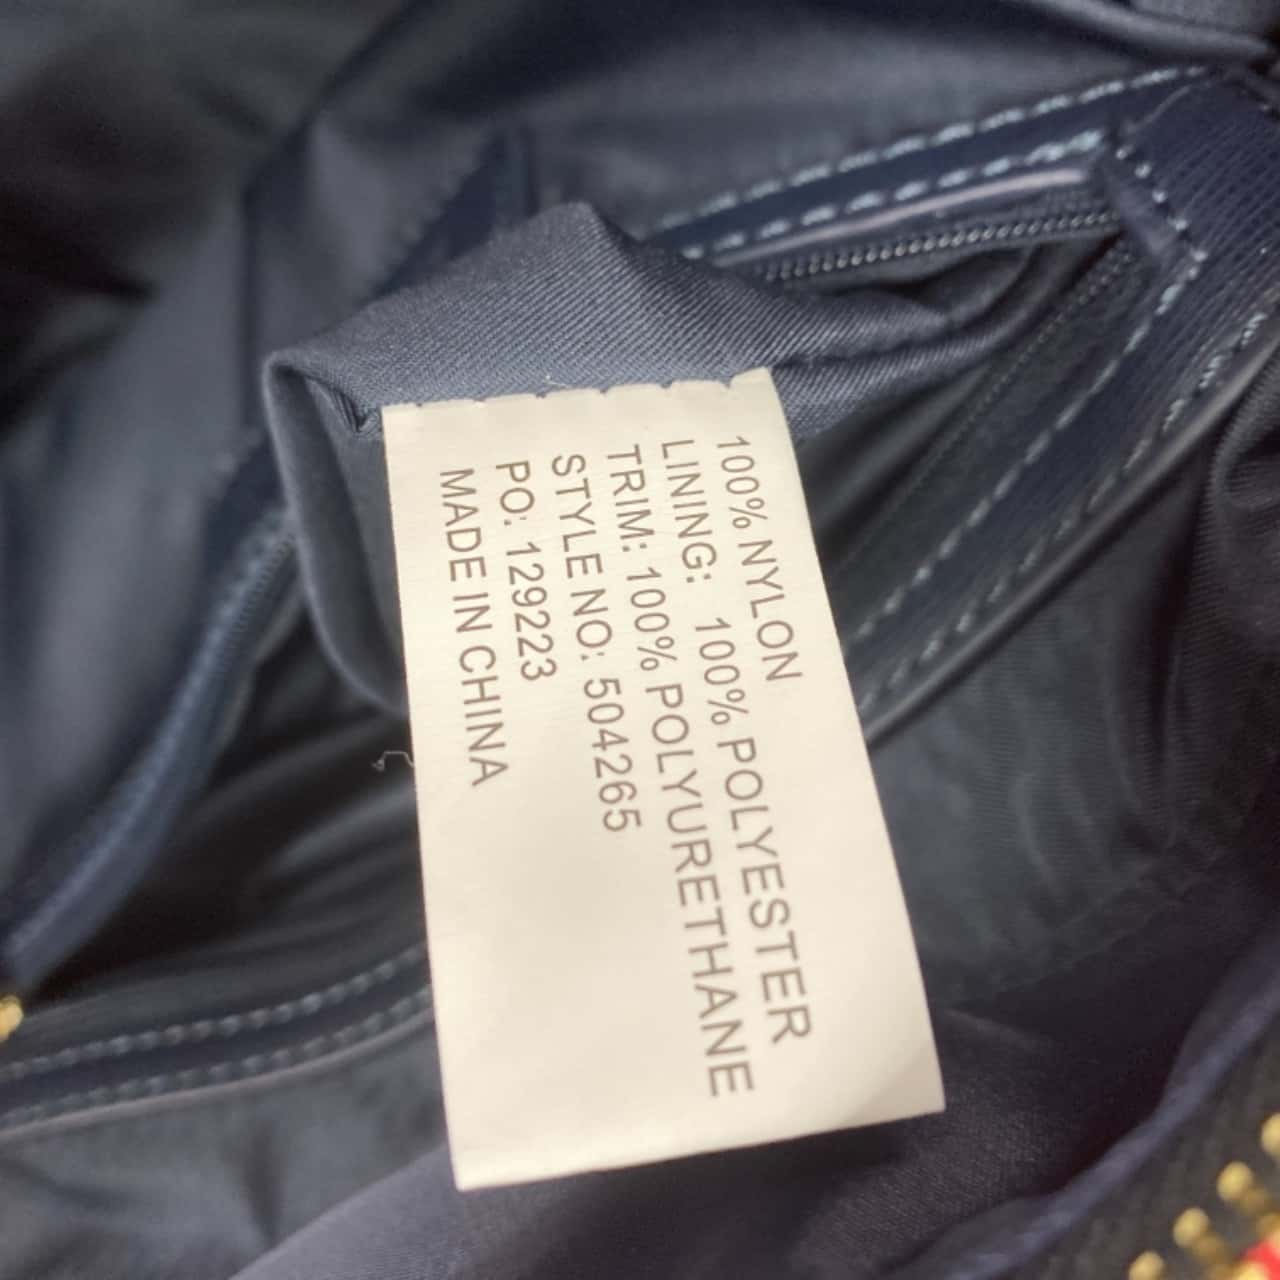 100% NYLON
LINING: 100% POLYESTER
TRIM: 100% POLYURETHANE
STYLE NO: 504265
PO: 129223
MADE IN CHINA